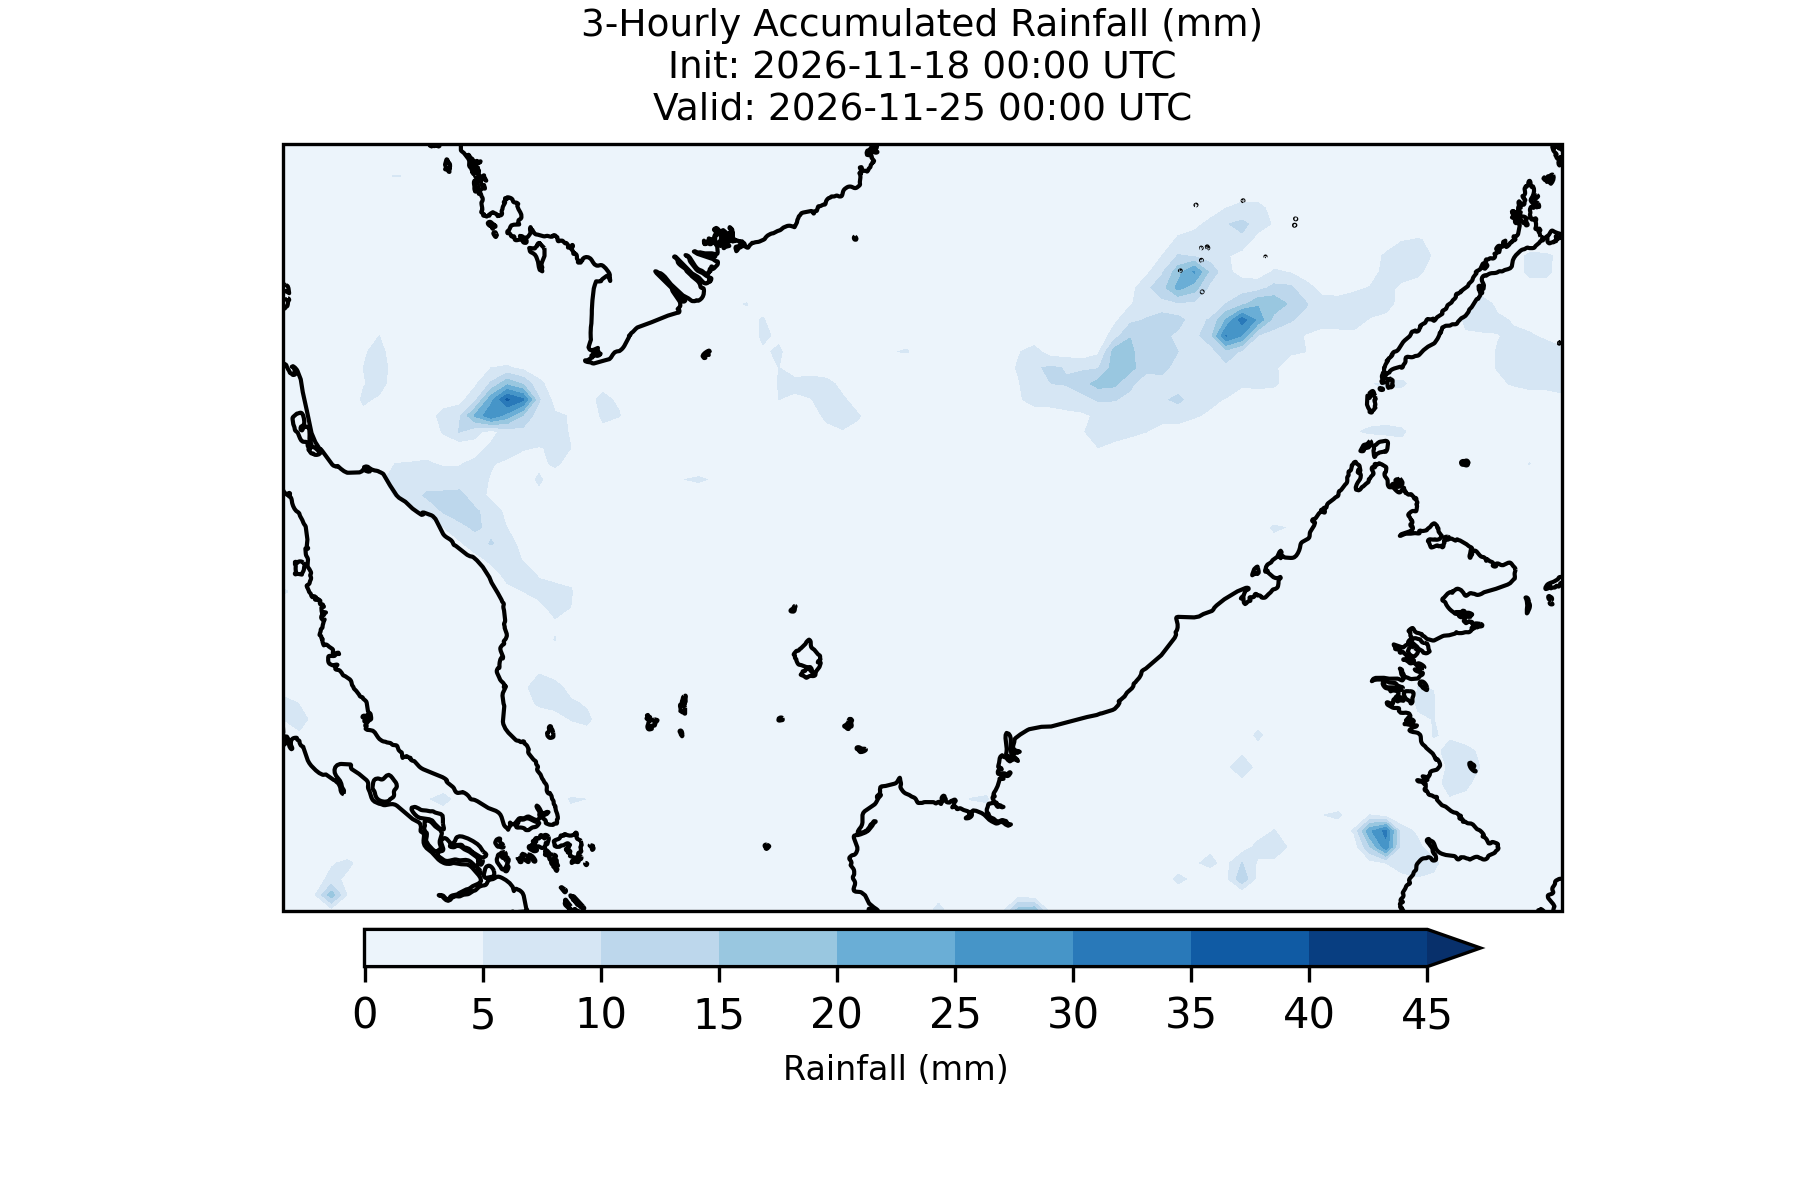 3-Hourly Accumulated Rainfall (mm)
Init: 2026-11-18 00:00 UTC
Valid: 2026-11-25 00:00 UTC
0 5 10 15 20 25 30 35 40 45
Rainfall (mm)